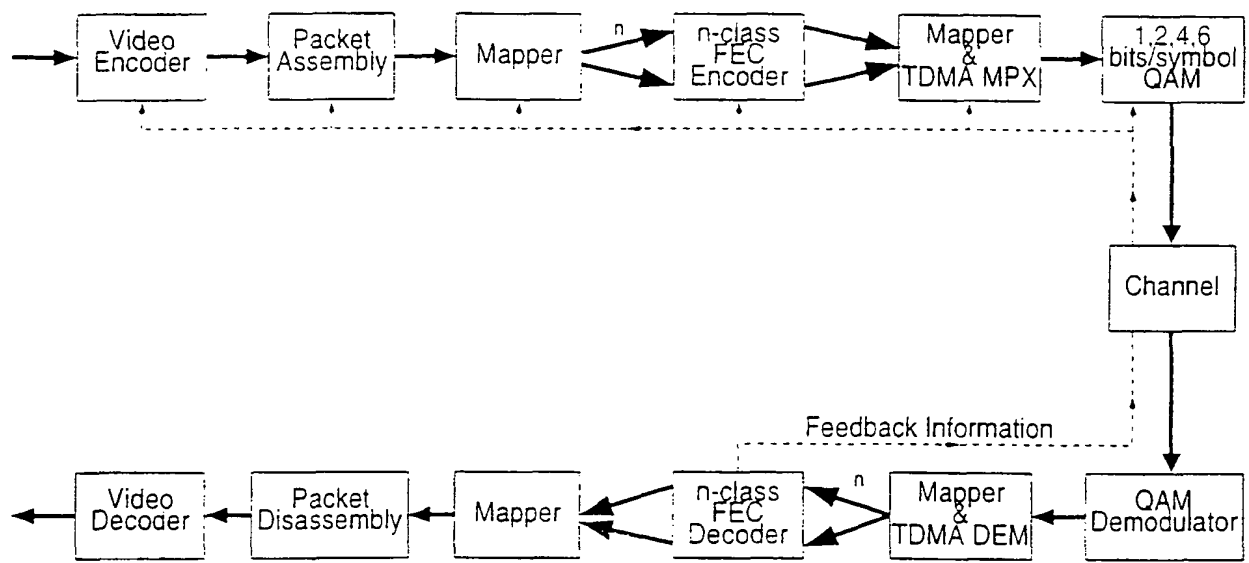 Video
Encoder
Packet
Assembly
Mapper
n
n-class
FEC
Encoder
Mapper
&
TDMA MPX
1,2,4,6
bits/symbol
QAM
Channel
Feedback Information
Video
Decoder
Packet
Disassembly
Mapper
n-class
FEC
Decoder
n
Mapper
&
TDMA DEM
QAM
Demodulator